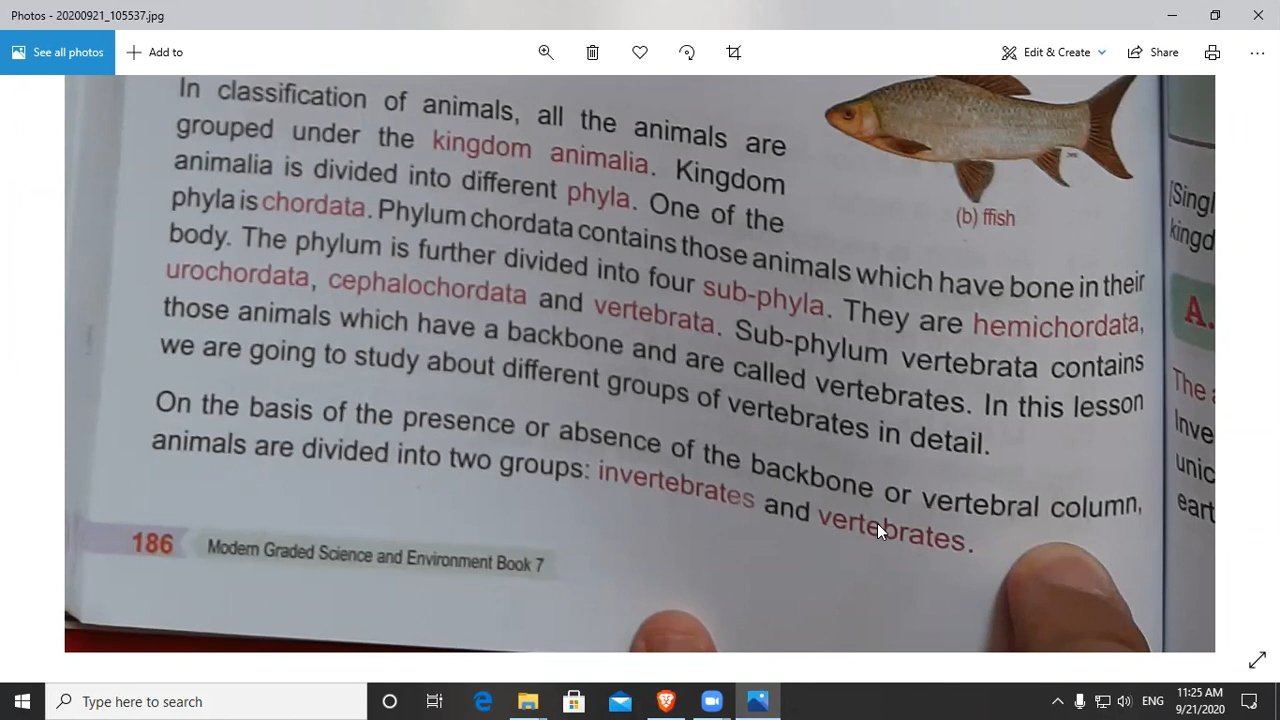 Photos - 20200921_105537.jpg
See all photos
Add to
Edit & Create
Share
In classification of animals, all the animals are
grouped under the kingdom animalia. Kingdom
animalia is divided into different phyla. One of the
phyla is chordata. Phylum chordata contains those animals which have bone in their
body. The phylum is further divided into four sub-phyla. They are hemichordata,
urochordata, cephalochordata and vertebrata. Sub-phylum vertebrata contains
those animals which have a backbone and are called vertebrates. In this lesson
we are going to study about different groups of vertebrates in detail.
On the basis of the presence or absence of the backbone or vertebral column,
animals are divided into two groups: invertebrates and vertebrates.
(b) ffish
186 Modern Graded Science and Environment Book 7
A.
The
Type here to search
ENG
11:25 AM
9/21/2020